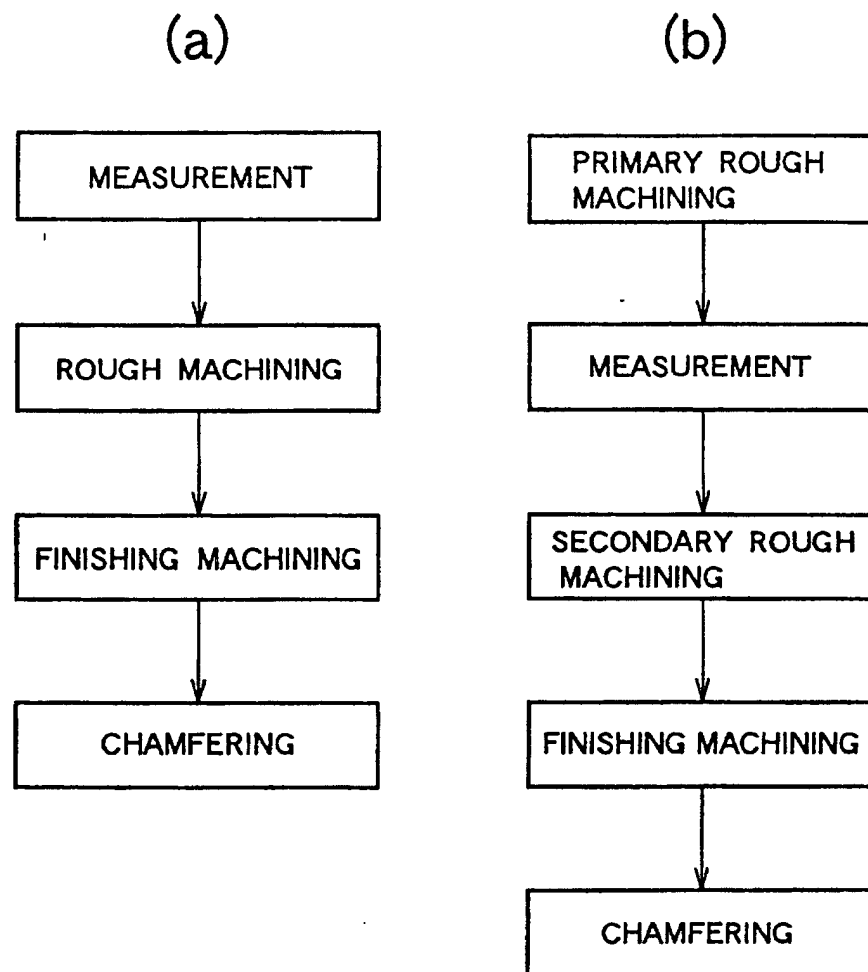 (a)
MEASUREMENT
ROUGH MACHINING
FINISHING MACHINING
CHAMFERING
(b)
PRIMARY ROUGH
MACHINING
MEASUREMENT
SECONDARY ROUGH
MACHINING
FINISHING MACHINING
CHAMFERING